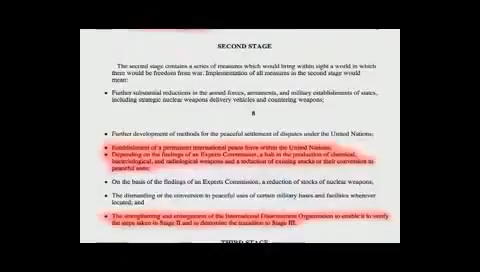 SECOND STAGE
The second stage contains a series of measures which would bring within sight a world in which
there would be freedom from war. Implementation of all measures in the second stage would
mean:
• Further substantial reductions in the armed forces, armaments, and military establishments of states,
including strategic nuclear weapons delivery vehicles and countering weapons;
8
• Further development of methods for the peaceful settlement of disputes under the United Nations;
• Establishment of a permanent international peace force within the United Nations;
• Depending on the findings of an Experts Commission, a halt in the production of chemical,
bacteriological, and radiological weapons and a reduction of existing stocks or their conversion to
peaceful uses;
• On the basis of the findings of an Experts Commission, a reduction of stocks of nuclear weapons;
• The dismantling or the conversion to peaceful uses of certain military bases and facilities wherever
located; and
• The strengthening and enlargement of the International Disarmament Organization to enable it to verify
the steps taken in Stage II and to determine the transition to Stage III.
THIRD STAGE